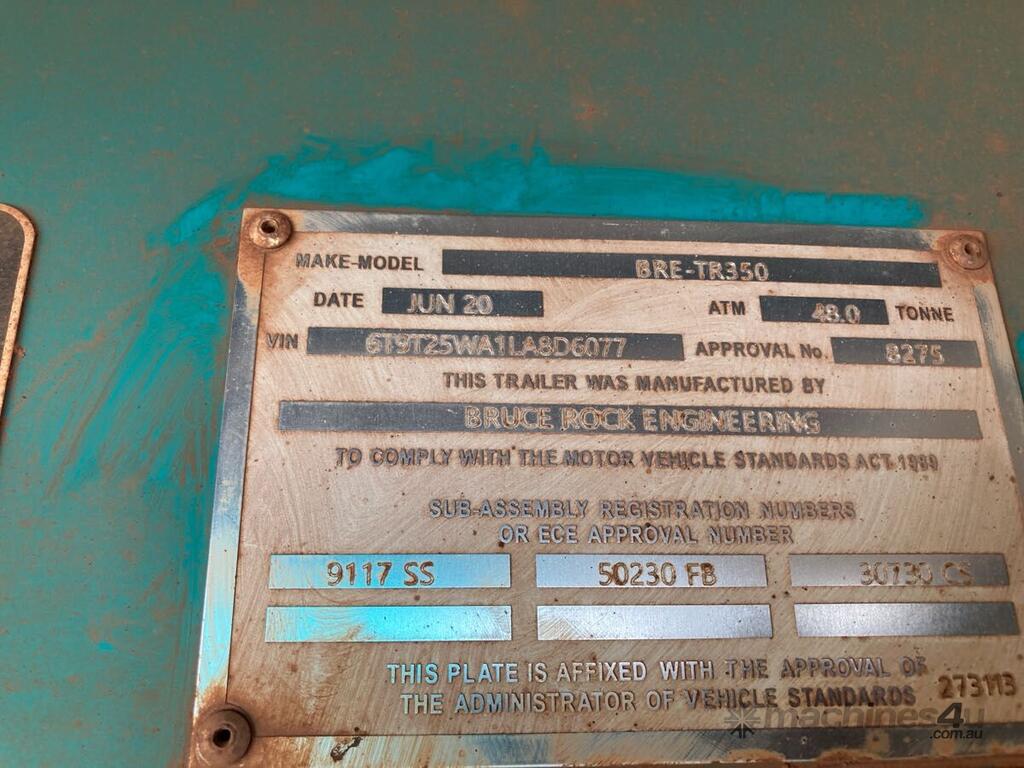 MAKE-MODEL BRE-TR350
DATE JUN 20 ATM 48.0 TONNE
VIN 6T9T25WA1LA8D6077 APPROVAL No. 8275
THIS TRAILER WAS MANUFACTURED BY
BRUCE ROCK ENGINEERING
TO COMPLY WITH THE MOTOR VEHICLE STANDARDS ACT 1989
SUB-ASSEMBLY REGISTRATION NUMBERS
OR ECE APPROVAL NUMBER
9117 SS 50230 FB 30730 CS
THIS PLATE IS AFFIXED WITH THE APPROVAL OF
THE ADMINISTRATOR OF VEHICLE STANDARDS 273113
machines4u
.com.au